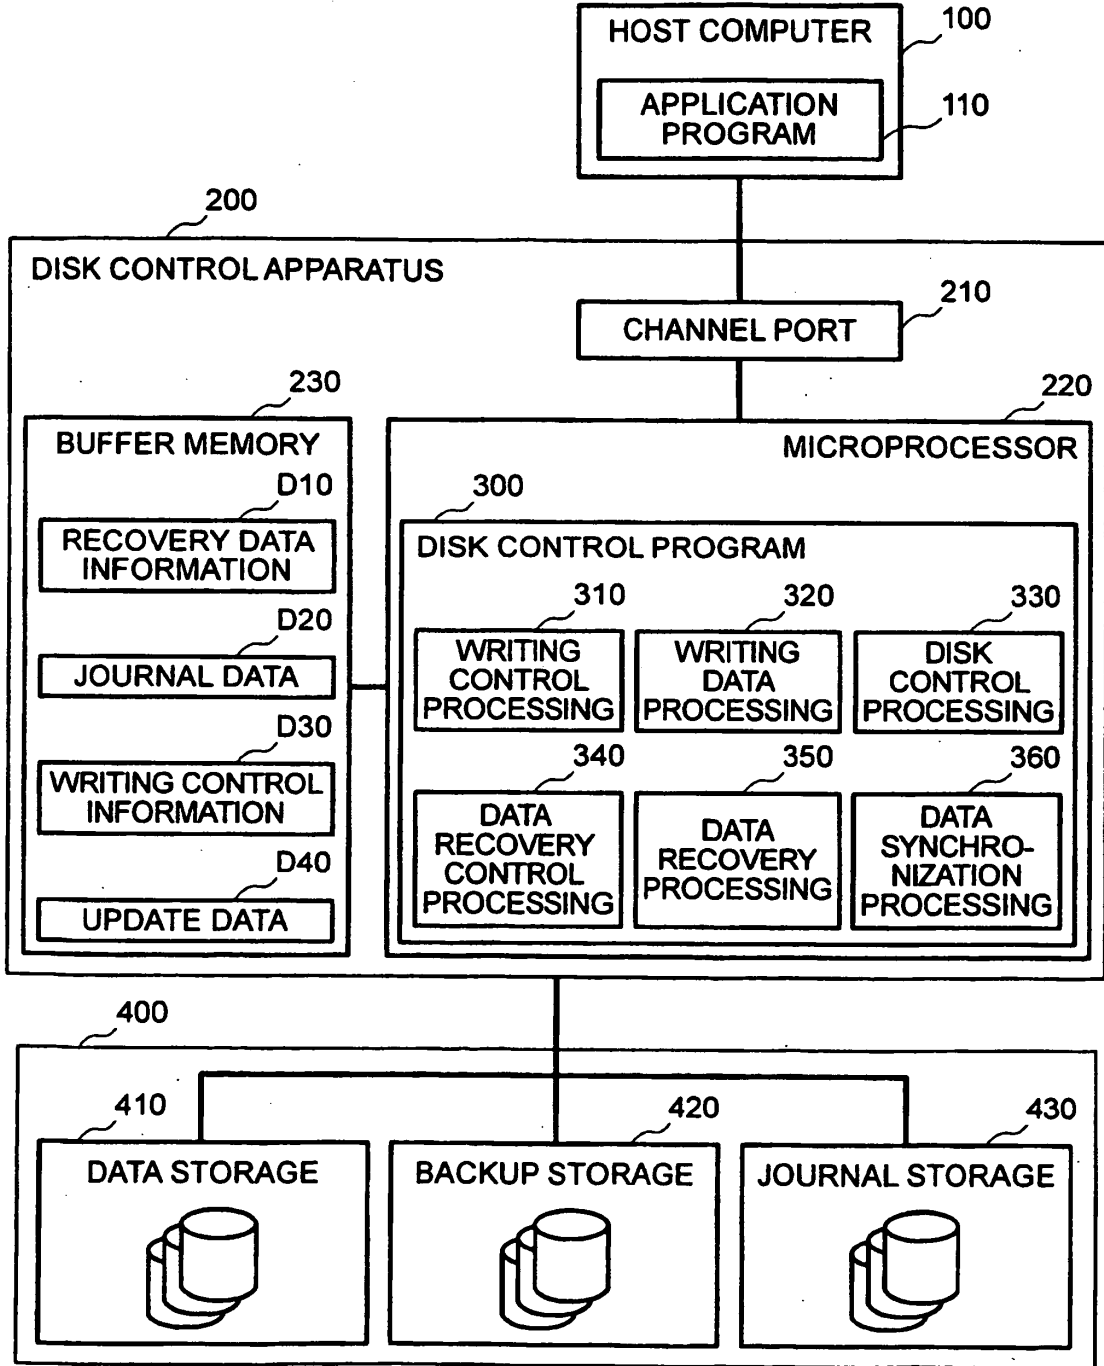 HOST COMPUTER
100
APPLICATION
PROGRAM
110
200
DISK CONTROL APPARATUS
CHANNEL PORT
210
230
BUFFER MEMORY
D10
RECOVERY DATA
INFORMATION
D20
JOURNAL DATA
D30
WRITING CONTROL
INFORMATION
D40
UPDATE DATA
220
MICROPROCESSOR
300
DISK CONTROL PROGRAM
310
WRITING
CONTROL
PROCESSING
320
WRITING
DATA
PROCESSING
330
DISK
CONTROL
PROCESSING
340
DATA
RECOVERY
CONTROL
PROCESSING
350
DATA
RECOVERY
PROCESSING
360
DATA
SYNCHRO-
NIZATION
PROCESSING
400
410
DATA STORAGE
420
BACKUP STORAGE
430
JOURNAL STORAGE